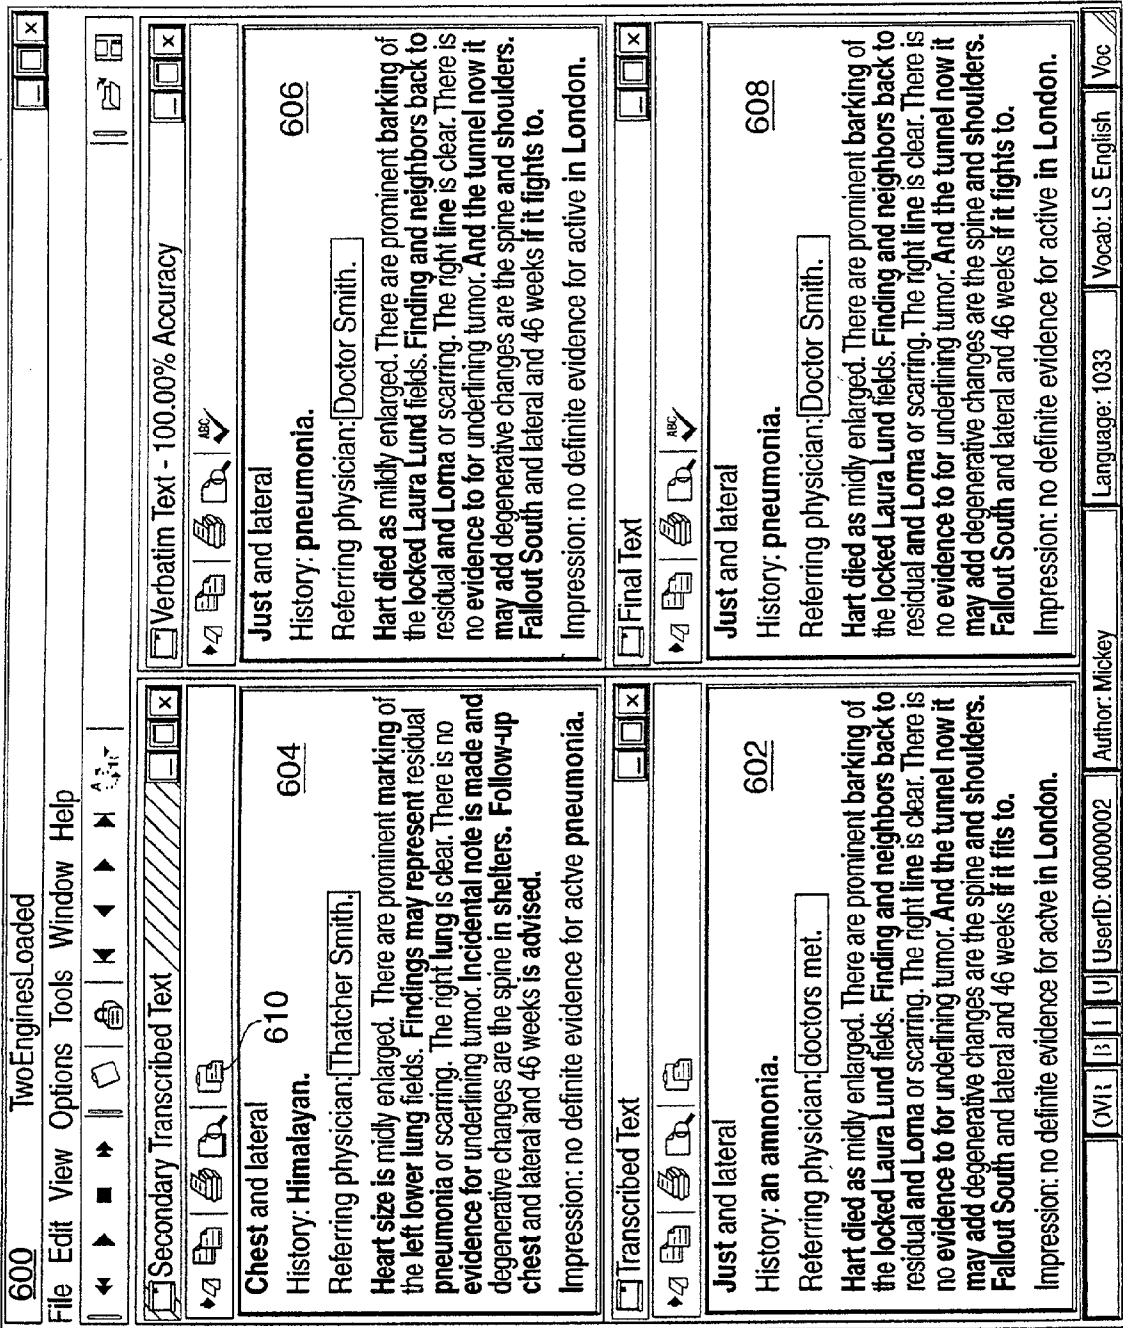 600 TwoEnginesLoaded
File Edit View Options Tools Window Help
Secondary Transcribed Text
610
604
Chest and lateral
History: Himalayan.
Referring physician: Thatcher Smith.
Heart size is midly enlarged. There are prominent marking of
the left lower lung fields. Findings may represent residual
pneumonia or scarring. The right lung is clear. There is no
evidence for underlining tumor. Incidental note is made and
degenerative changes are the spine in shelters. Follow-up
chest and lateral and 46 weeks is advised.
Impression: no definite evidence for actve pneumonia.
Verbatim Text - 100.00% Accuracy
ABC
606
Just and lateral
History: pneumonia.
Referring physician: Doctor Smith.
Hart died as mildly enlarged. There are prominent barking of
the locked Laura Lund fields. Finding and neighbors back to
residual and Loma or scarring. The right line is clear. There is
no evidence to for underlining tumor. And the tunnel now it
may add degenerative changes are the spine and shoulders.
Fallout South and lateral and 46 weeks if it fights to.
Impression: no definite evidence for active in London.
Transcribed Text
602
Just and lateral
History: an amnonia.
Referring physician: doctors met.
Hart died as midly enlarged. There are prominent barking of
the locked Laura Lund fields. Finding and neighbors back to
residual and Loma or scarring. The right line is clear. There is
no evidence to for underlining tumor. And the tunnel now it
may add degenerative changes are the spine and shoulders.
Fallout South and lateral and 46 weeks if it fits to.
Impression: no definite evidence for actve in London.
Final Text
ABC
608
Just and lateral
History: pneumonia.
Referring physician: Doctor Smith.
Hart died as midly enlarged. There are prominent barking of
the locked Laura Lund fields. Finding and neighbors back to
residual and Loma or scarring. The right line is clear. There is
no evidence to for underlining tumor. And the tunnel now it
may add degenerative changes are the spine and shoulders.
Fallout South and lateral and 46 weeks if it fights to.
Impression: no definite evidence for active in London.
OVR B I U UserID: 00000002 Author: Mickey Language: 1033 Vocab: LS English Voc